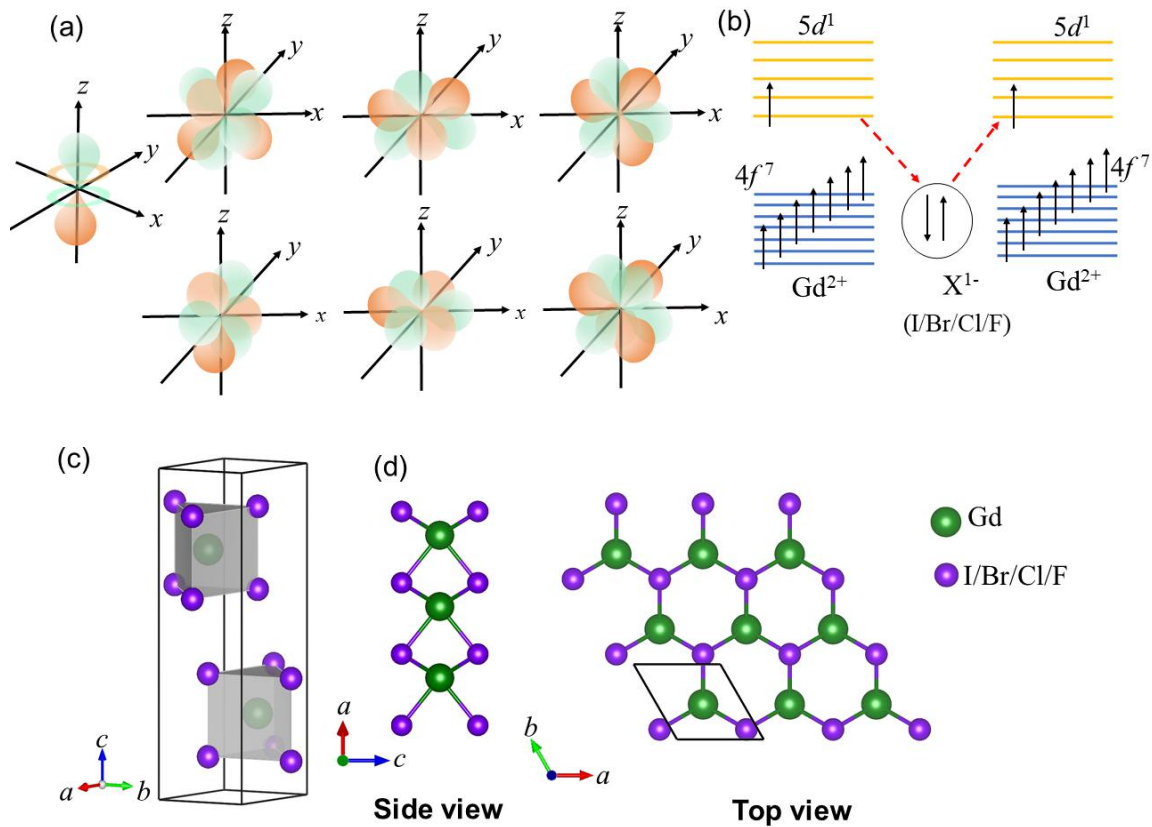 (a)
z
y
x
z
y
x
z
y
x
z
y
x
z
y
x
z
y
x
z
y
x
(b)
5d¹ 5d¹
4f⁷ 4f⁷
Gd²⁺ X¹⁻ Gd²⁺
(I/Br/Cl/F)
(c)
c
a b
(d)
a
c
Side view
b
a
Top view
Gd
I/Br/Cl/F